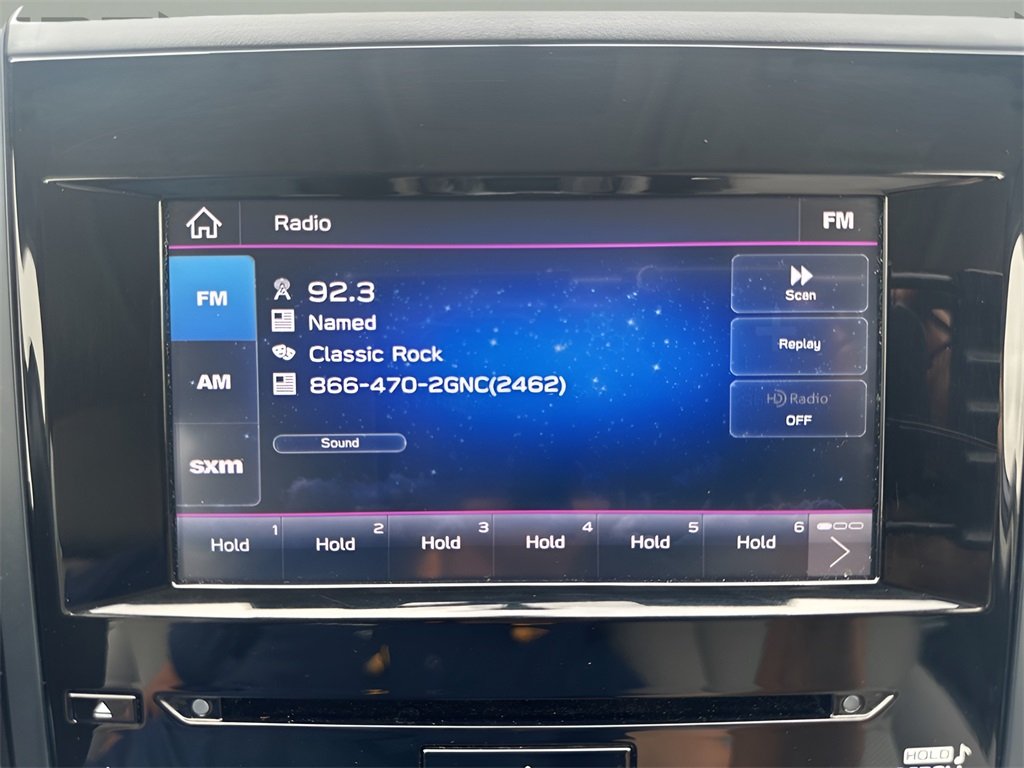 Radio
FM
FM
92.3
Scan
Named
Replay
AM
Classic Rock
866-470-2GNC(2462)
HD Radio
OFF
Sound
sxm
1 2 3 4 5 6
Hold Hold Hold Hold Hold Hold
HOLD